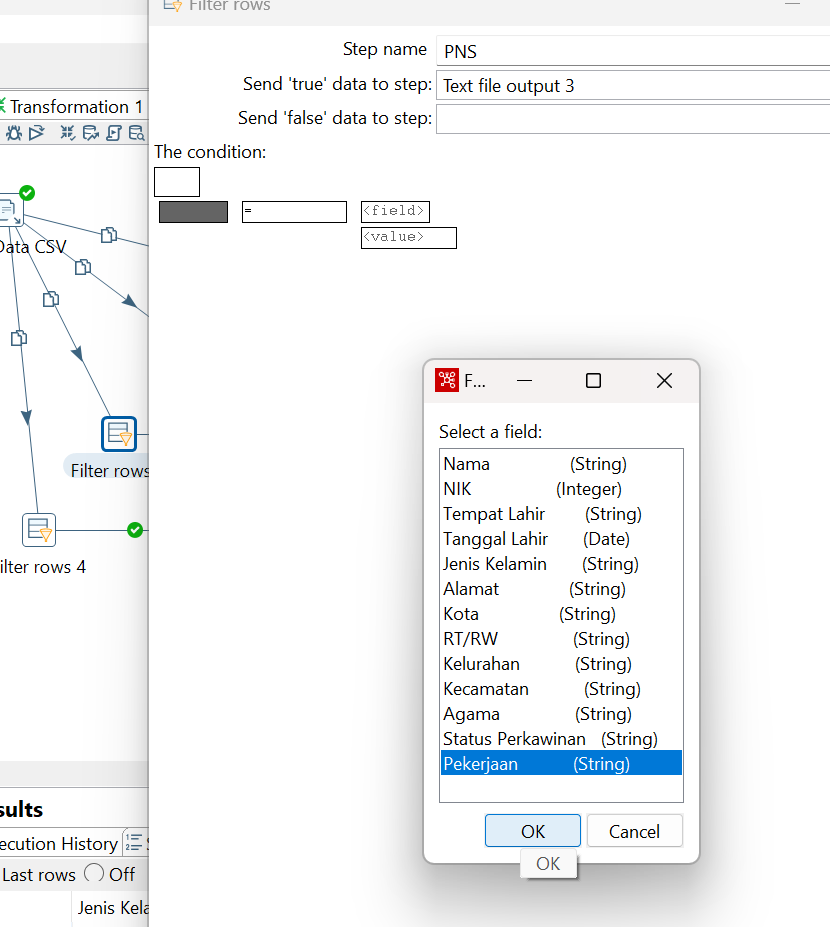 Filter rows
Step name PNS
Send 'true' data to step: Text file output 3
Send 'false' data to step:
The condition:
=
<field>
<value>
Transformation 1
Data CSV
Filter rows
ilter rows 4
F...
Select a field:
Nama (String)
NIK (Integer)
Tempat Lahir (String)
Tanggal Lahir (Date)
Jenis Kelamin (String)
Alamat (String)
Kota (String)
RT/RW (String)
Kelurahan (String)
Kecamatan (String)
Agama (String)
Status Perkawinan (String)
Pekerjaan (String)
OK Cancel
OK
sults
ecution History
Last rows Off
Jenis Kela